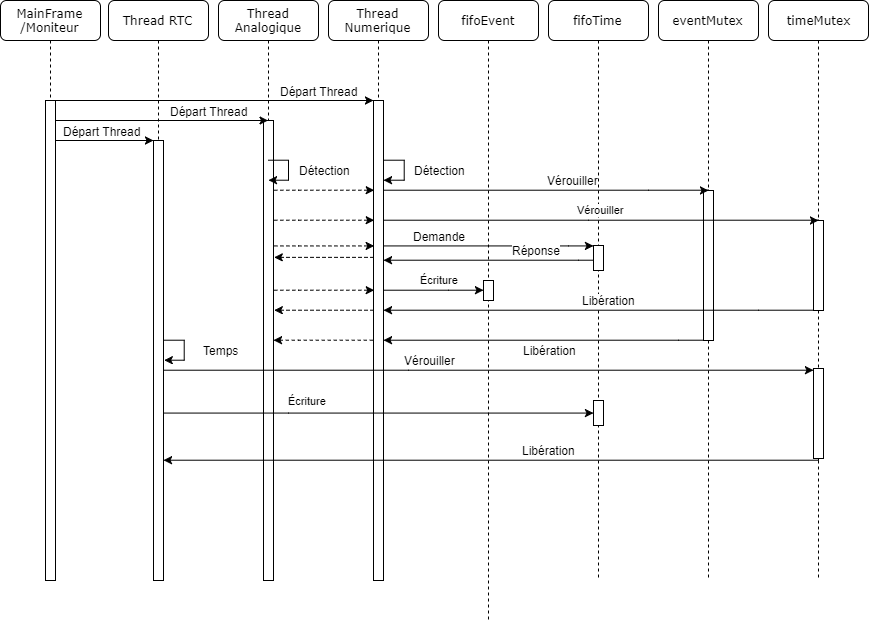 MainFrame
/Moniteur
Thread RTC
Thread
Analogique
Thread
Numerique
fifoEvent
fifoTime
eventMutex
timeMutex
Départ Thread
Départ Thread
Départ Thread
Détection
Détection
Vérouiller
Vérouiller
Demande
Réponse
Écriture
Libération
Libération
Temps
Vérouiller
Écriture
Libération